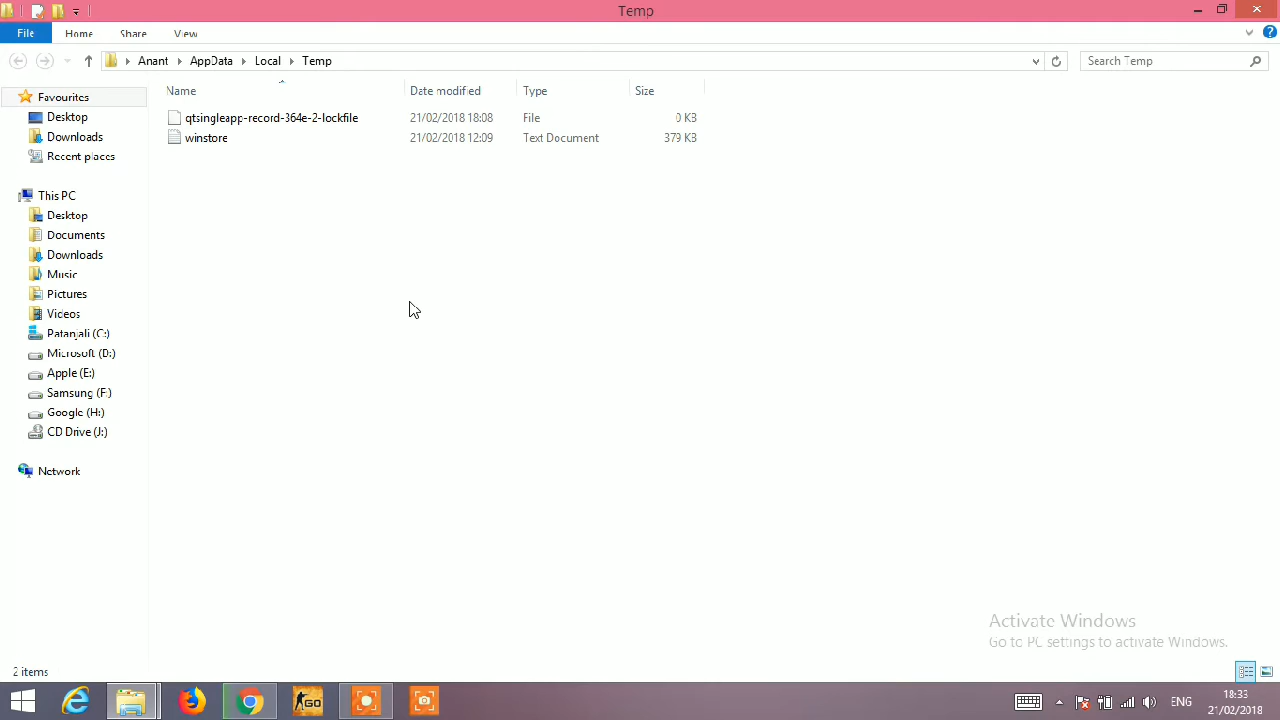 Temp
File Home Share View
Anant AppData Local Temp
Search Temp
Name Date modified Type Size
Favourites
qtsingleapp-record-364e-2-lockfile 21/02/2018 18:08 File 0 KB
winstore 21/02/2018 12:09 Text Document 379 KB
Desktop
Downloads
Recent places
This PC
Desktop
Documents
Downloads
Music
Pictures
Videos
Patanjali (C:)
Microsoft (D:)
Apple (E:)
Samsung (F:)
Google (H:)
CD Drive (J:)
Network
Activate Windows
Go to PC settings to activate Windows.
2 items
GO
ENG
18:33
21/02/2018